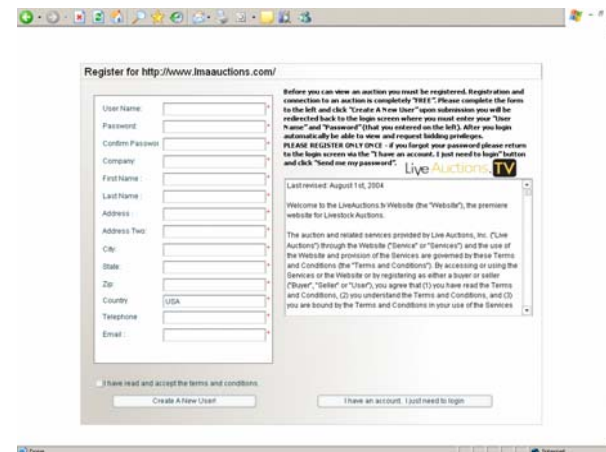 Register for http://www.lmaauctions.com/
User Name:
Password:
Confirm Passwor
Company:
First Name :
Last Name :
Address :
Address Two:
City:
State:
Zip:
Country
USA
Telephone
Email :
I have read and accept the terms and conditions.
Create A New User!
Before you can view an auction you must be registered. Registration and
connection to an auction is completely "FREE". Please complete the form
to the left and click "Create A New User" upon submission you will be
redirected back to the login screen where you must enter your "User
Name" and "Password" (that you entered on the left). After you login
automatically be able to view and request bidding privileges.
PLEASE REGISTER ONLY ONCE - if you forgot your password please return
to the login screen via the "I have an account. I just need to login" button
and click "Send me my password".
Live Auctions.TV
Last revised: August 1st, 2004
Welcome to the LiveAuctions.tv Website (the "Website"), the premiere
website for Livestock Auctions.
The auction and related services provided by Live Auctions, Inc. ("Live
Auctions") through the Website ("Service" or "Services") and the use of
the Website and provision of the Services are governed by these Terms
and Conditions (the "Terms and Conditions"). By accessing or using the
Services or the Website or by registering as either a buyer or seller
("Buyer", "Seller" or "User"), you agree that (1) you have read the Terms
and Conditions, (2) you understand the Terms and Conditions, and (3)
you are bound by the Terms and Conditions in your use of the Services
I have an account. I just need to login
Done
Internet